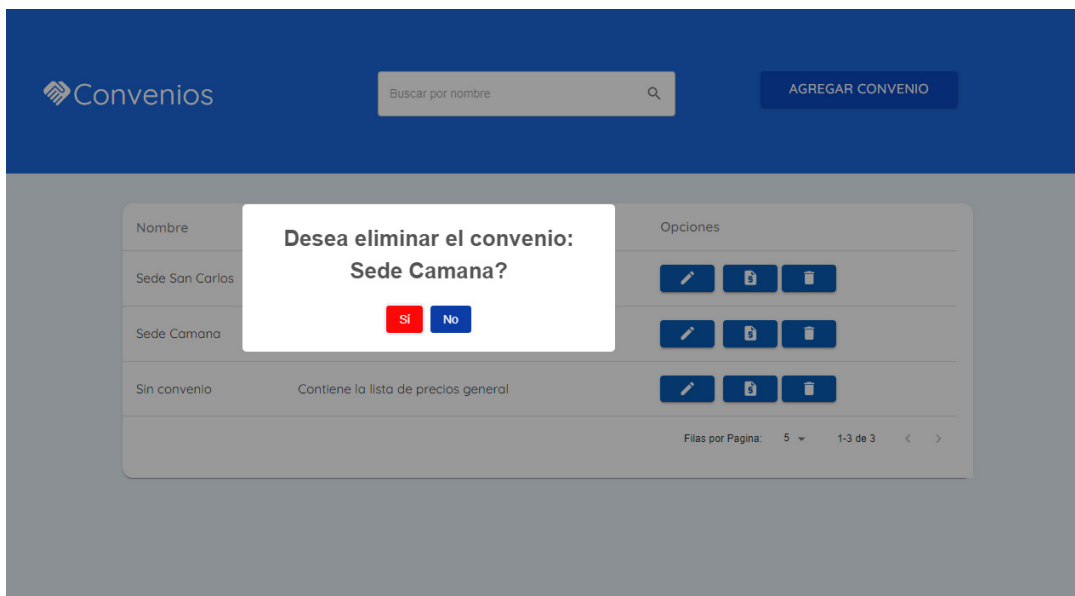 Convenios
Buscar por nombre
AGREGAR CONVENIO
Nombre
Opciones
Desea eliminar el convenio:
Sede Camana?
Sí No
Sede San Carlos
Sede Camana
Sin convenio Contiene la lista de precios general
Filas por Pagina: 5 1-3 de 3